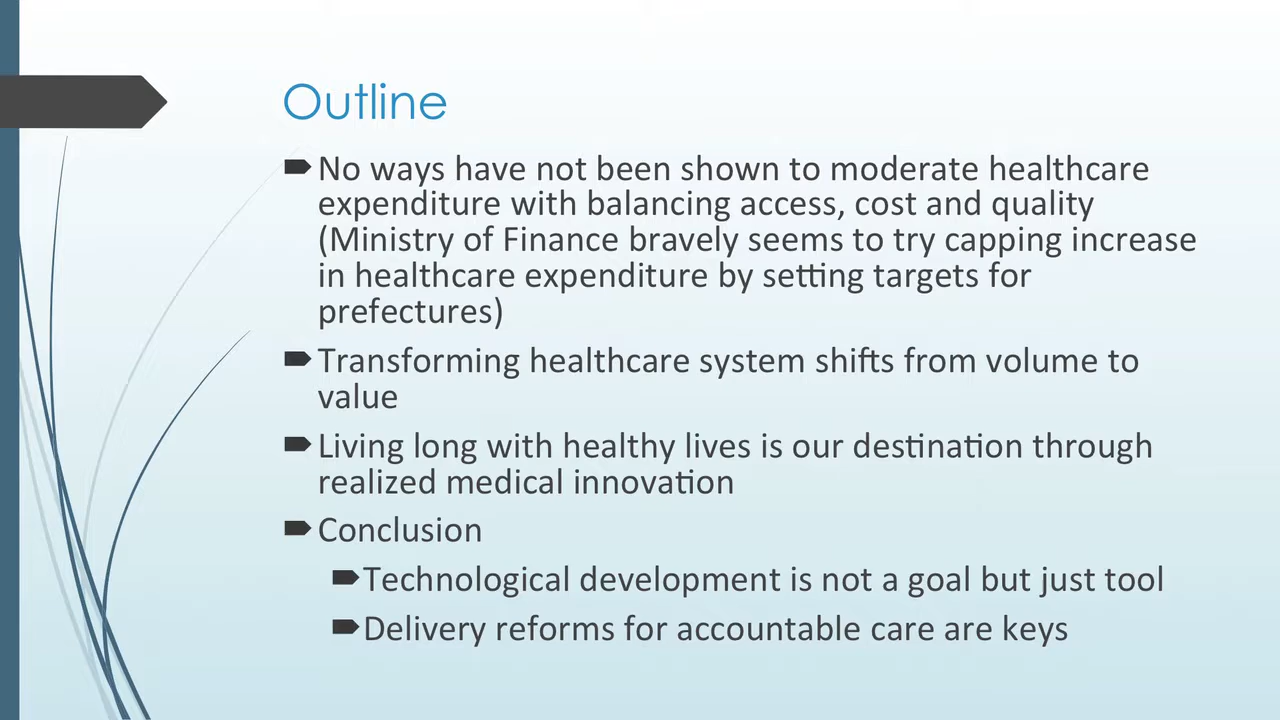 Outline
No ways have not been shown to moderate healthcare
expenditure with balancing access, cost and quality
(Ministry of Finance bravely seems to try capping increase
in healthcare expenditure by setting targets for
prefectures)
Transforming healthcare system shifts from volume to
value
Living long with healthy lives is our destination through
realized medical innovation
Conclusion
Technological development is not a goal but just tool
Delivery reforms for accountable care are keys